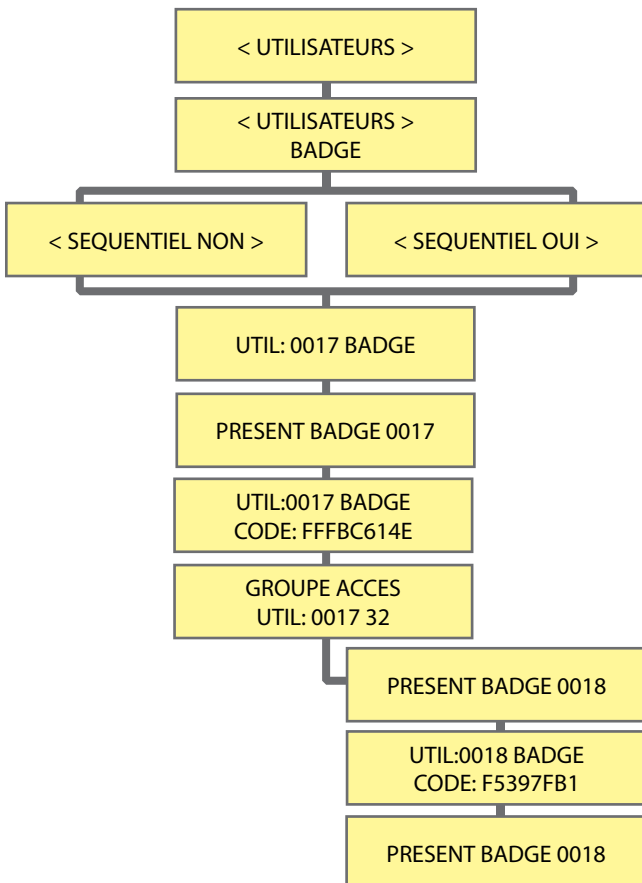 < UTILISATEURS >
< UTILISATEURS >
BADGE
< SEQUENTIEL NON >
< SEQUENTIEL OUI >
UTIL: 0017 BADGE
PRESENT BADGE 0017
UTIL:0017 BADGE
CODE: FFFBC614E
GROUPE ACCES
UTIL: 0017 32
PRESENT BADGE 0018
UTIL:0018 BADGE
CODE: F5397FB1
PRESENT BADGE 0018